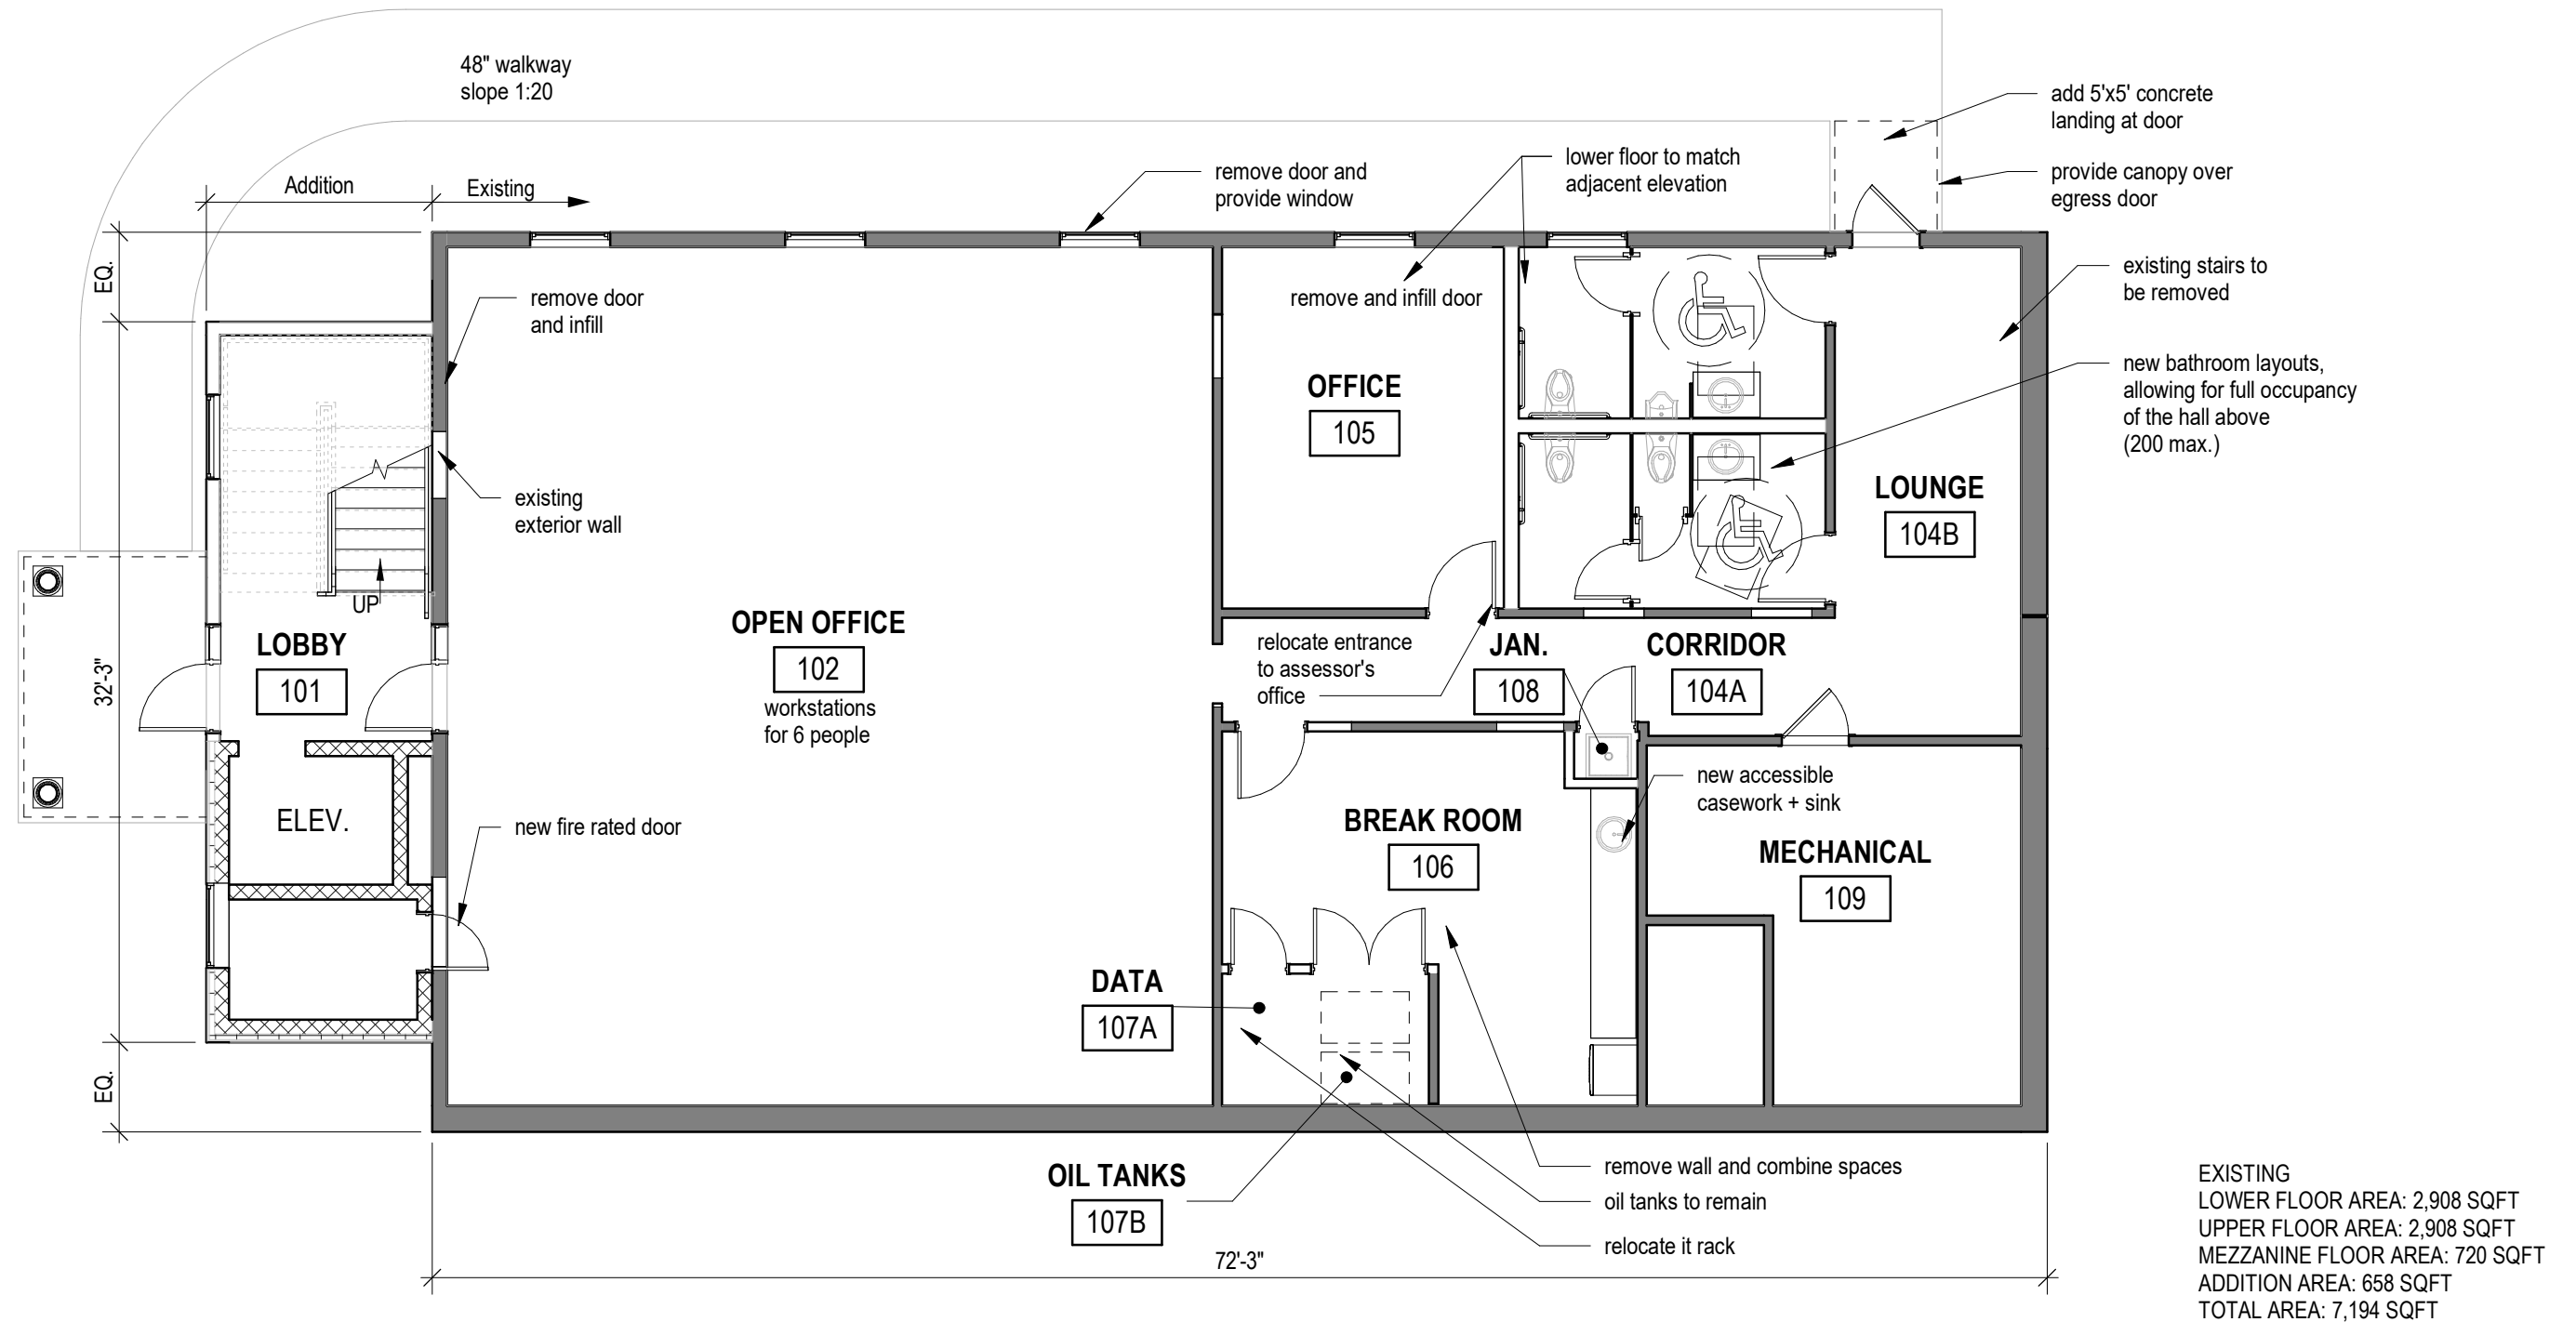 48" walkway
slope 1:20
add 5'x5' concrete
landing at door
provide canopy over
egress door
Addition
Existing
remove door and
provide window
lower floor to match
adjacent elevation
EQ.
remove door
and infill
remove and infill door
existing stairs to
be removed
new bathroom layouts,
allowing for full occupancy
of the hall above
(200 max.)
OFFICE
105
existing
exterior wall
LOUNGE
104B
UP
LOBBY
101
32'-3"
OPEN OFFICE
102
workstations
for 6 people
relocate entrance
to assessor's
office
JAN.
108
CORRIDOR
104A
ELEV.
new fire rated door
BREAK ROOM
106
new accessible
casework + sink
MECHANICAL
109
DATA
107A
EQ.
OIL TANKS
107B
remove wall and combine spaces
oil tanks to remain
relocate it rack
72'-3"
EXISTING
LOWER FLOOR AREA: 2,908 SQFT
UPPER FLOOR AREA: 2,908 SQFT
MEZZANINE FLOOR AREA: 720 SQFT
ADDITION AREA: 658 SQFT
TOTAL AREA: 7,194 SQFT